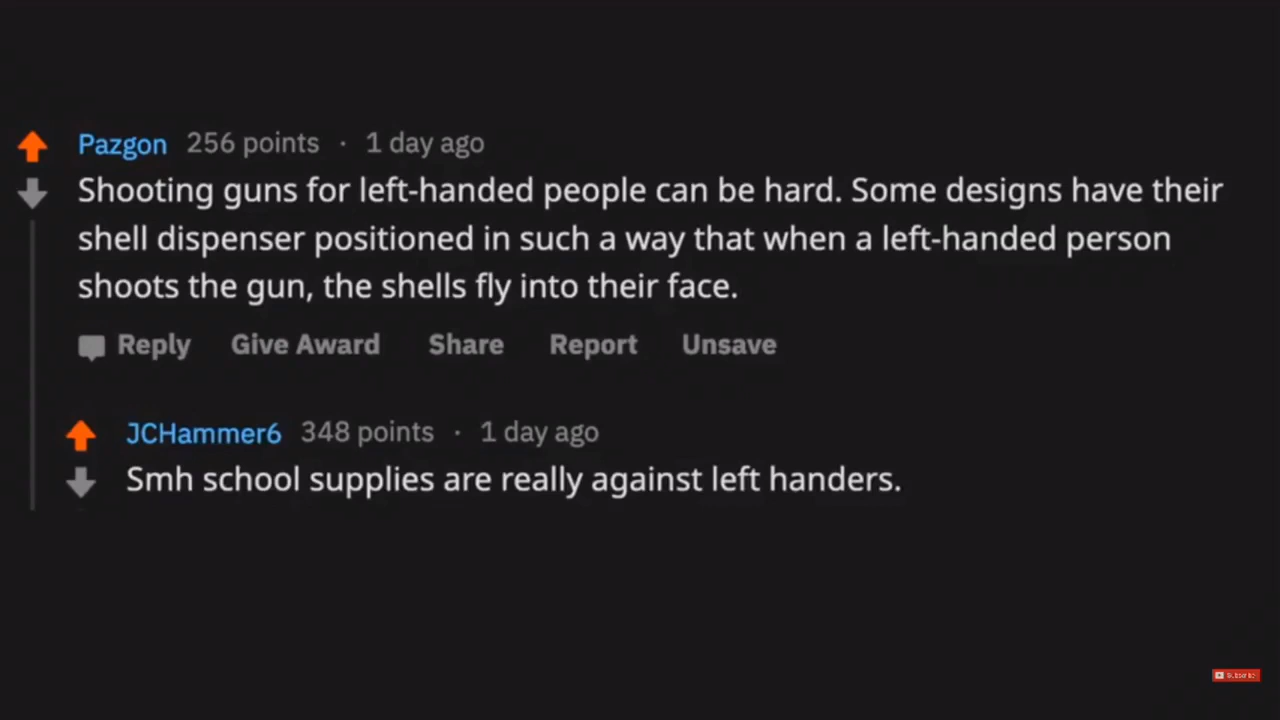 Pazgon 256 points · 1 day ago
Shooting guns for left-handed people can be hard. Some designs have their
shell dispenser positioned in such a way that when a left-handed person
shoots the gun, the shells fly into their face.
Reply Give Award Share Report Unsave
JCHammer6 348 points · 1 day ago
Smh school supplies are really against left handers.